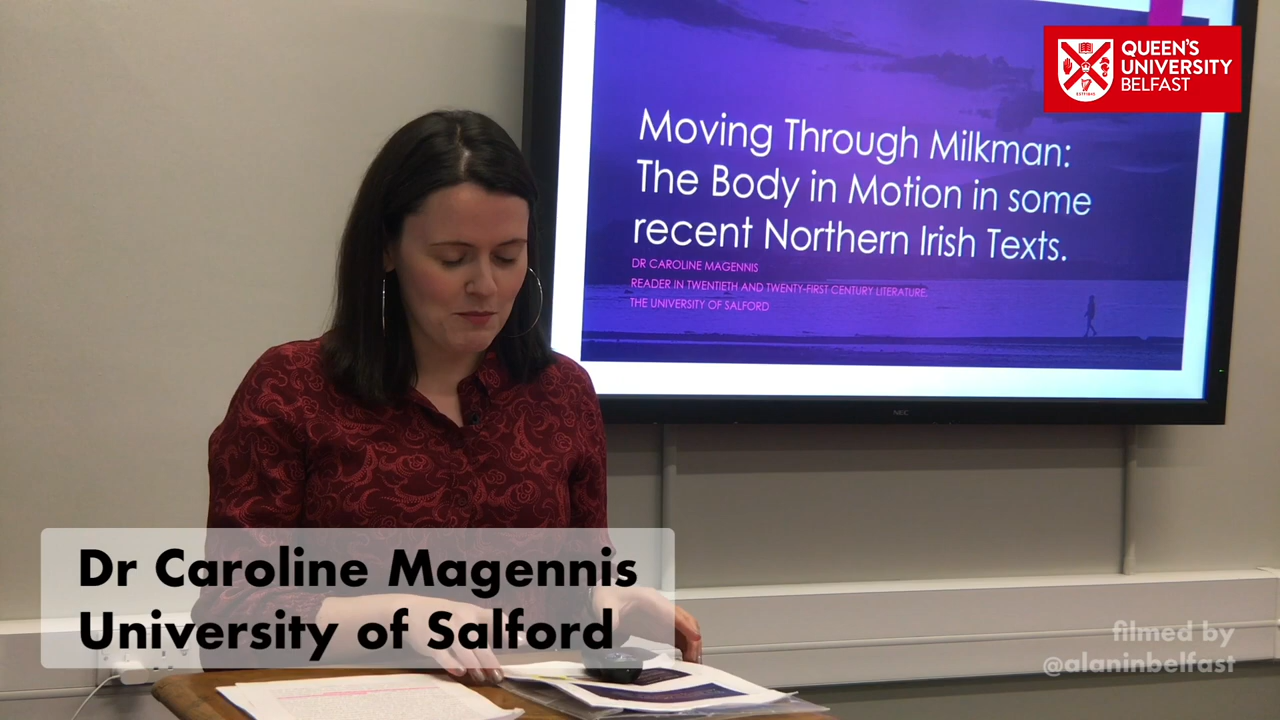 QUEEN'S
UNIVERSITY
BELFAST
ESTD1845
Moving Through Milkman:
The Body in Motion in some
recent Northern Irish Texts.
DR CAROLINE MAGENNIS
READER IN TWENTIETH AND TWENTY-FIRST CENTURY LITERATURE.
THE UNIVERSITY OF SALFORD
NEC
Dr Caroline Magennis
University of Salford
filmed by
@alaninbelfast